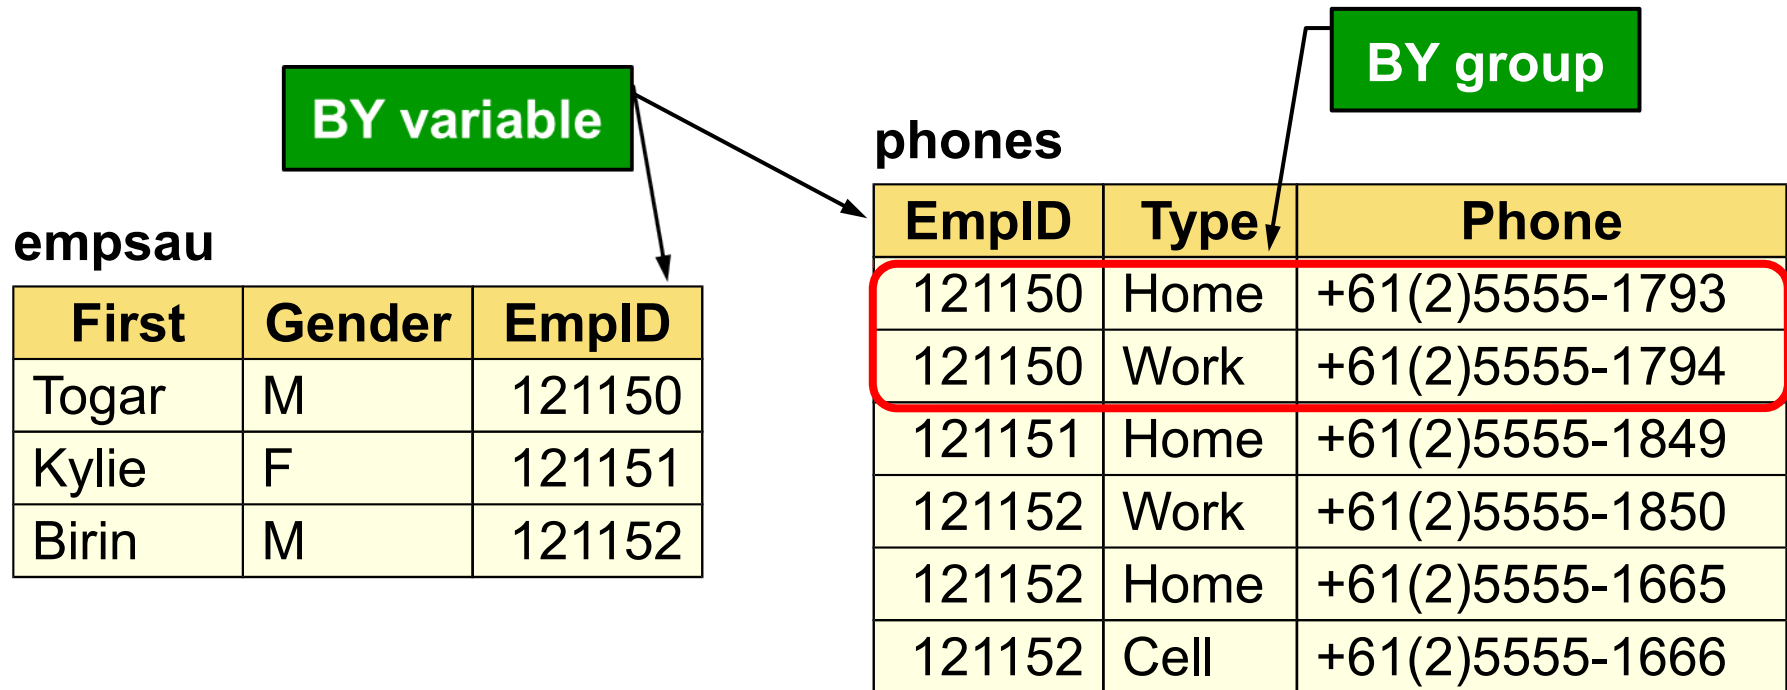 BY variable
BY group
empsau
First Gender EmpID
Togar M 121150
Kylie F 121151
Birin M 121152
phones
EmpID Type Phone
121150 Home +61(2)5555-1793
121150 Work +61(2)5555-1794
121151 Home +61(2)5555-1849
121152 Work +61(2)5555-1850
121152 Home +61(2)5555-1665
121152 Cell +61(2)5555-1666